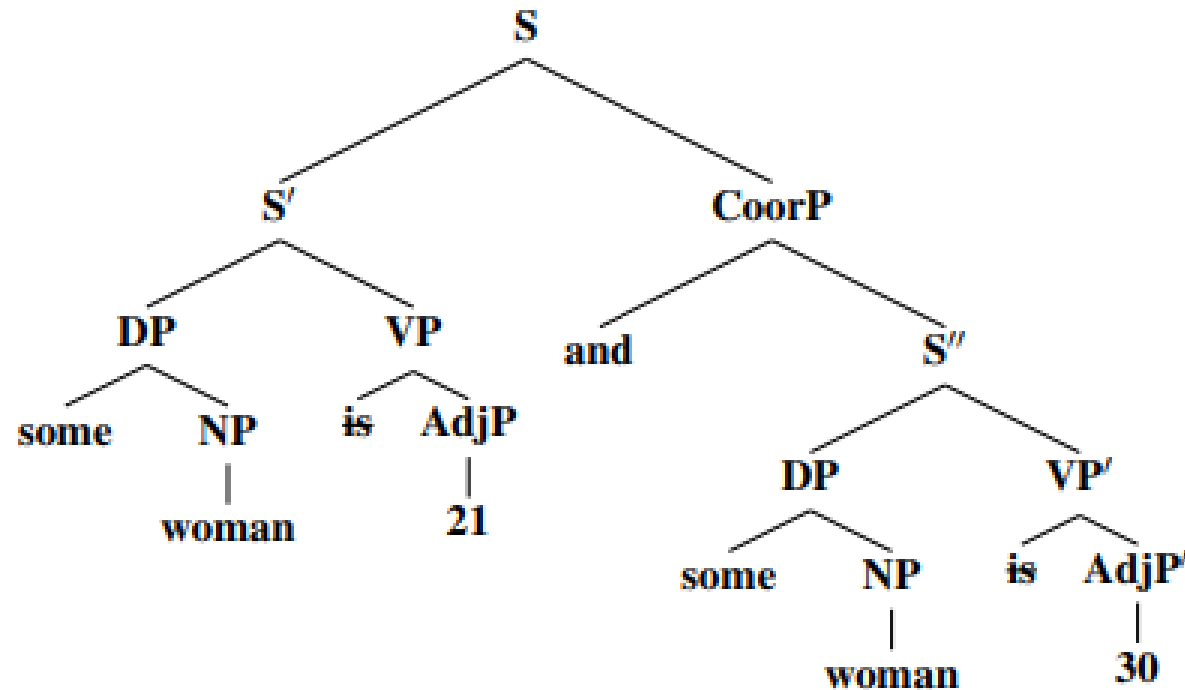 S
S′ CoorP
DP VP and S″
some NP is AdjP DP VP′
woman 21 some NP is AdjP′
woman 30